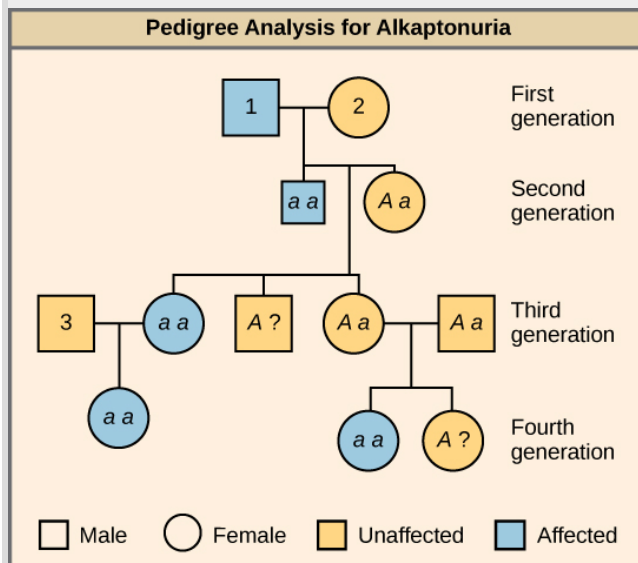 Pedigree Analysis for Alkaptonuria
1
2
First
generation
a a
A a
Second
generation
3
a a
A ?
A a
A a
Third
generation
a a
a a
A ?
Fourth
generation
Male
Female
Unaffected
Affected